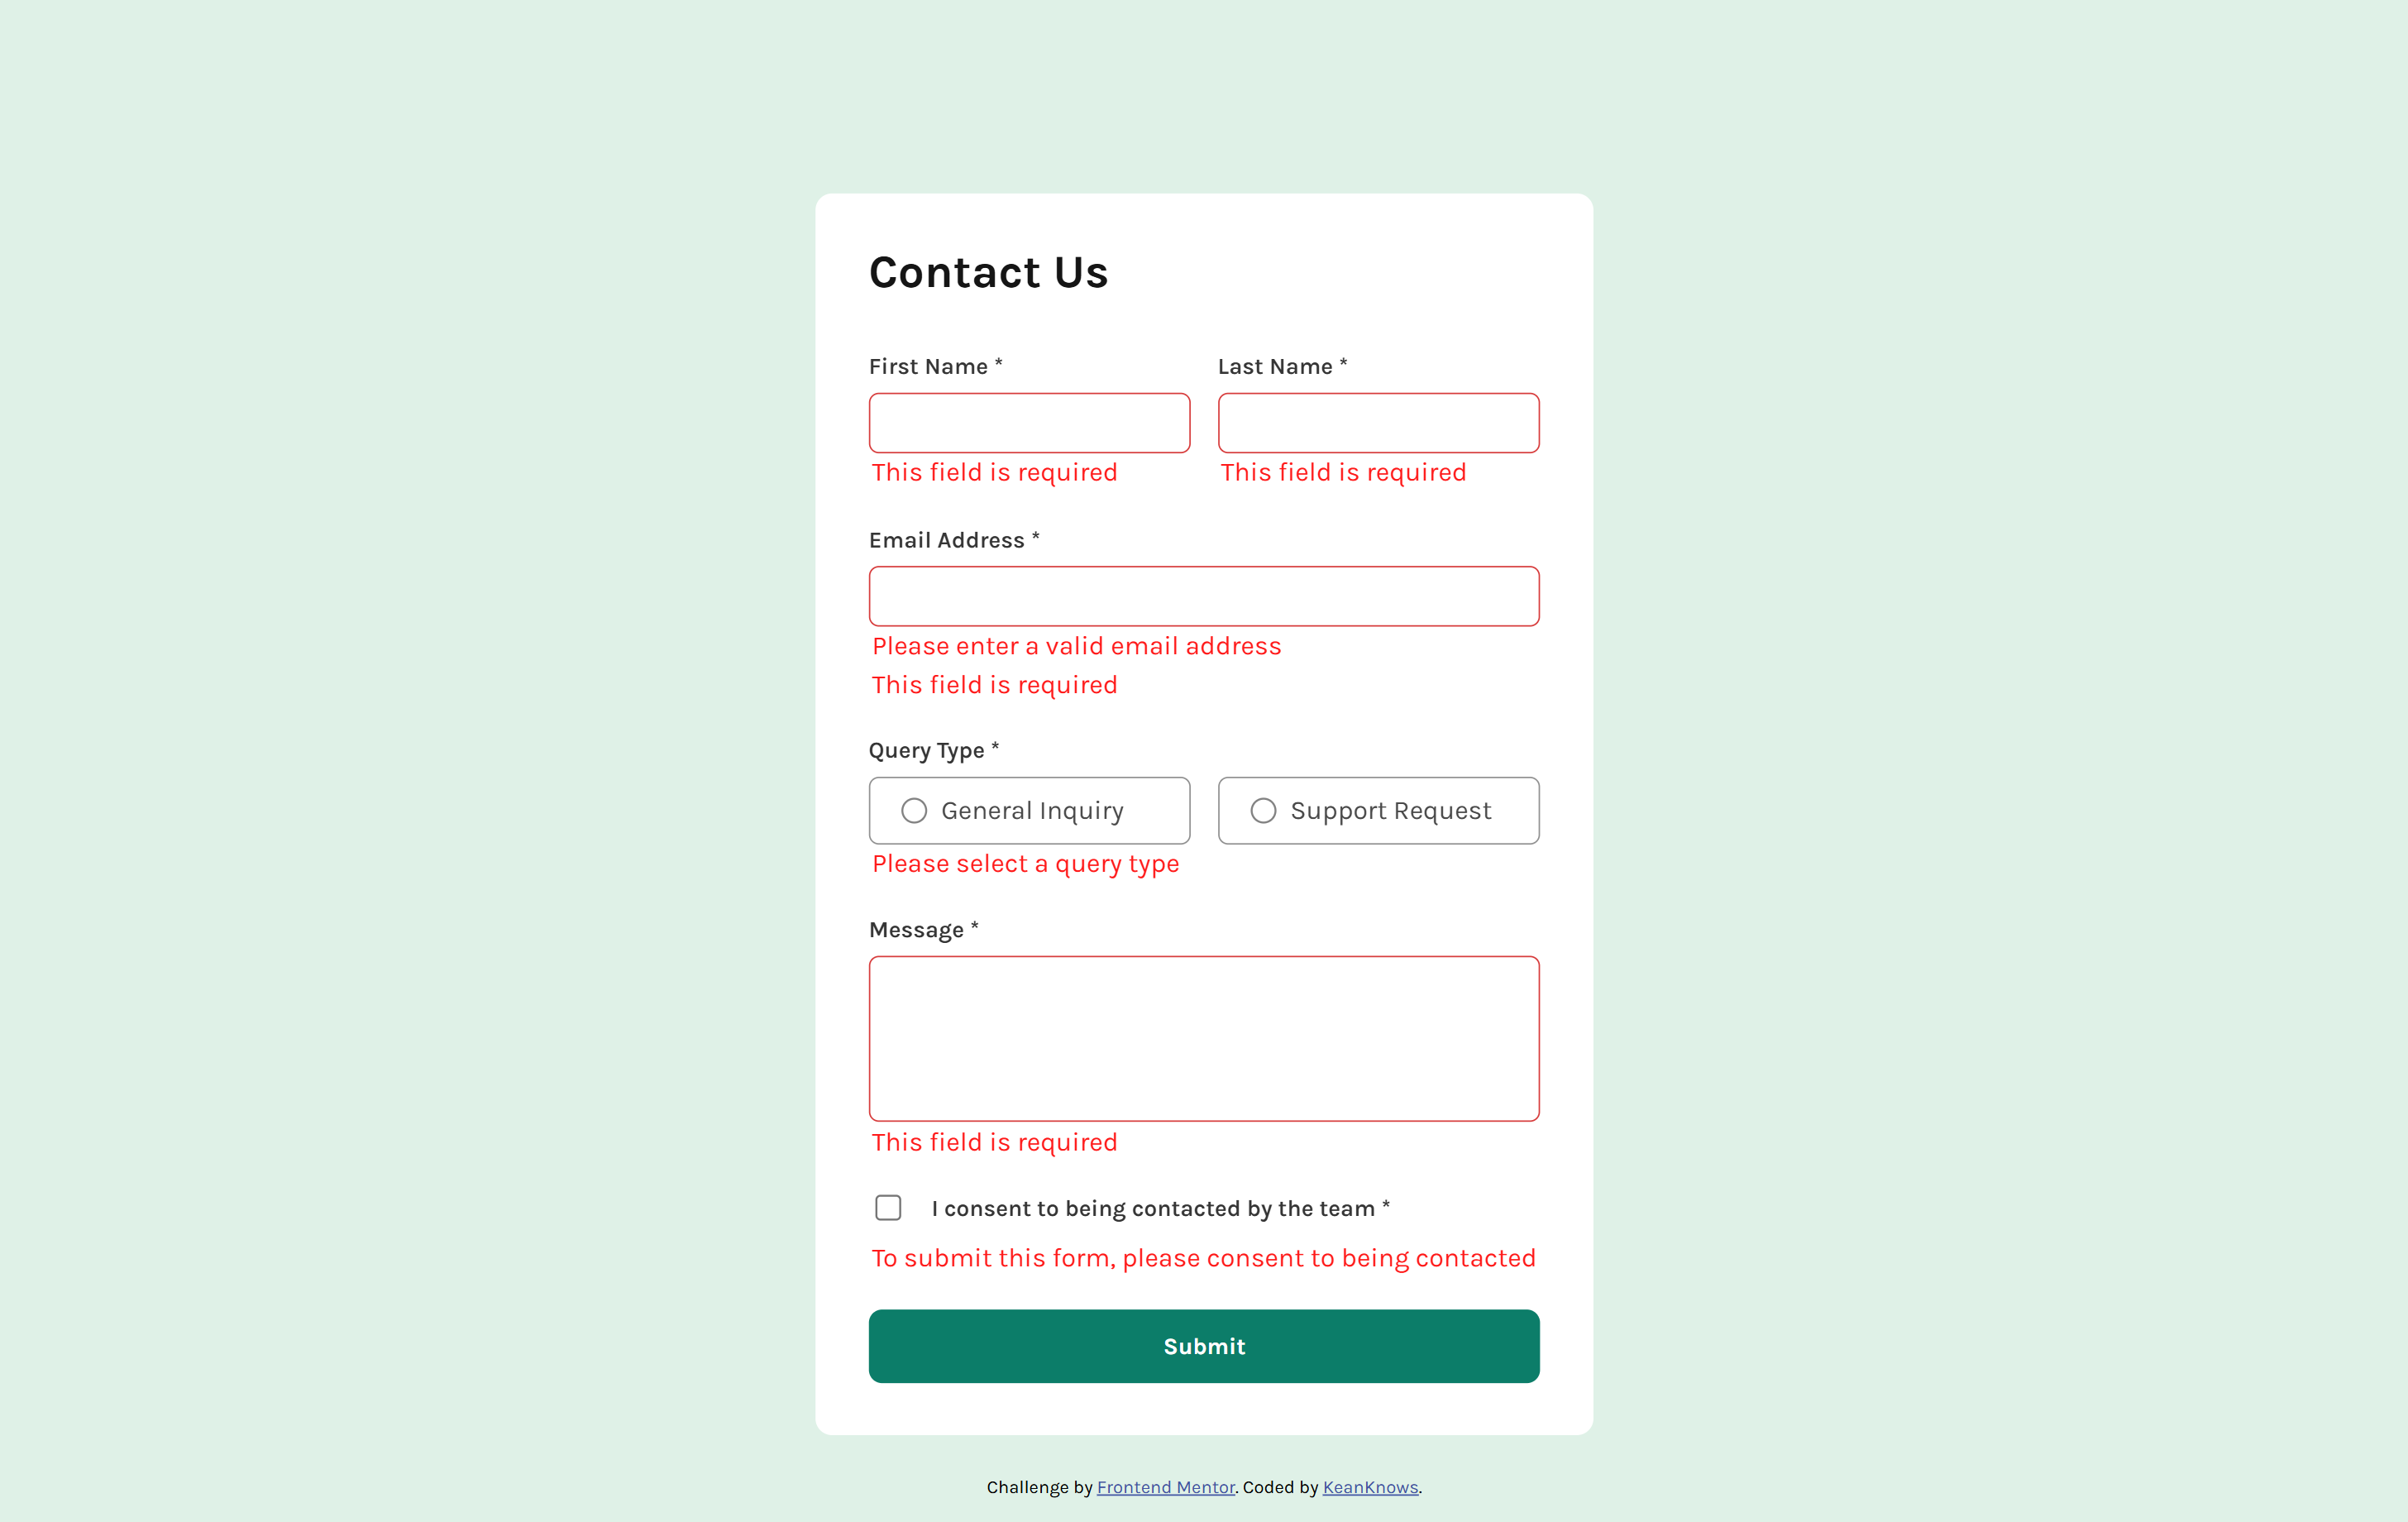 Contact Us
First Name *
Last Name *
This field is required
This field is required
Email Address *
Please enter a valid email address
This field is required
Query Type *
General Inquiry
Support Request
Please select a query type
Message *
This field is required
I consent to being contacted by the team *
To submit this form, please consent to being contacted
Submit
Challenge by Frontend Mentor. Coded by KeanKnows.